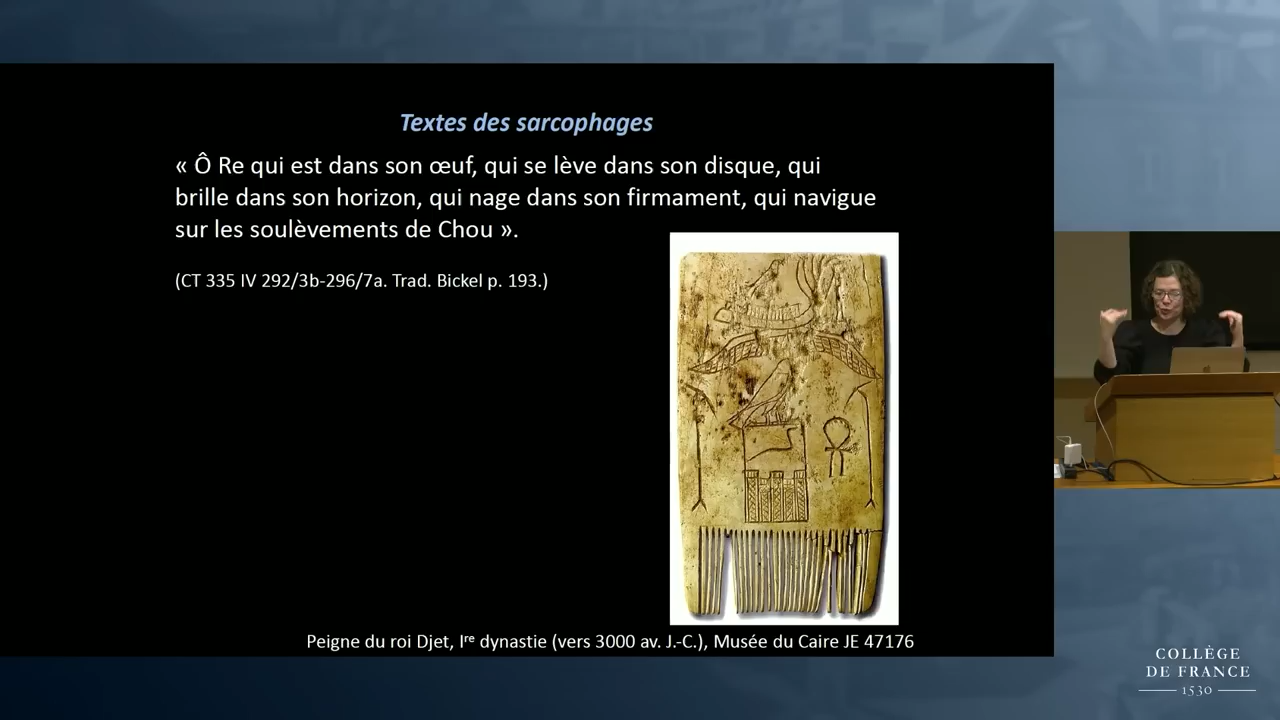 Textes des sarcophages
« Ô Re qui est dans son œuf, qui se lève dans son disque, qui
brille dans son horizon, qui nage dans son firmament, qui navigue
sur les soulèvements de Chou ».
(CT 335 IV 292/3b-296/7a. Trad. Bickel p. 193.)
Peigne du roi Djet, Iʳᵉ dynastie (vers 3000 av. J.-C.), Musée du Caire JE 47176
COLLÈGE
DE FRANCE
1530